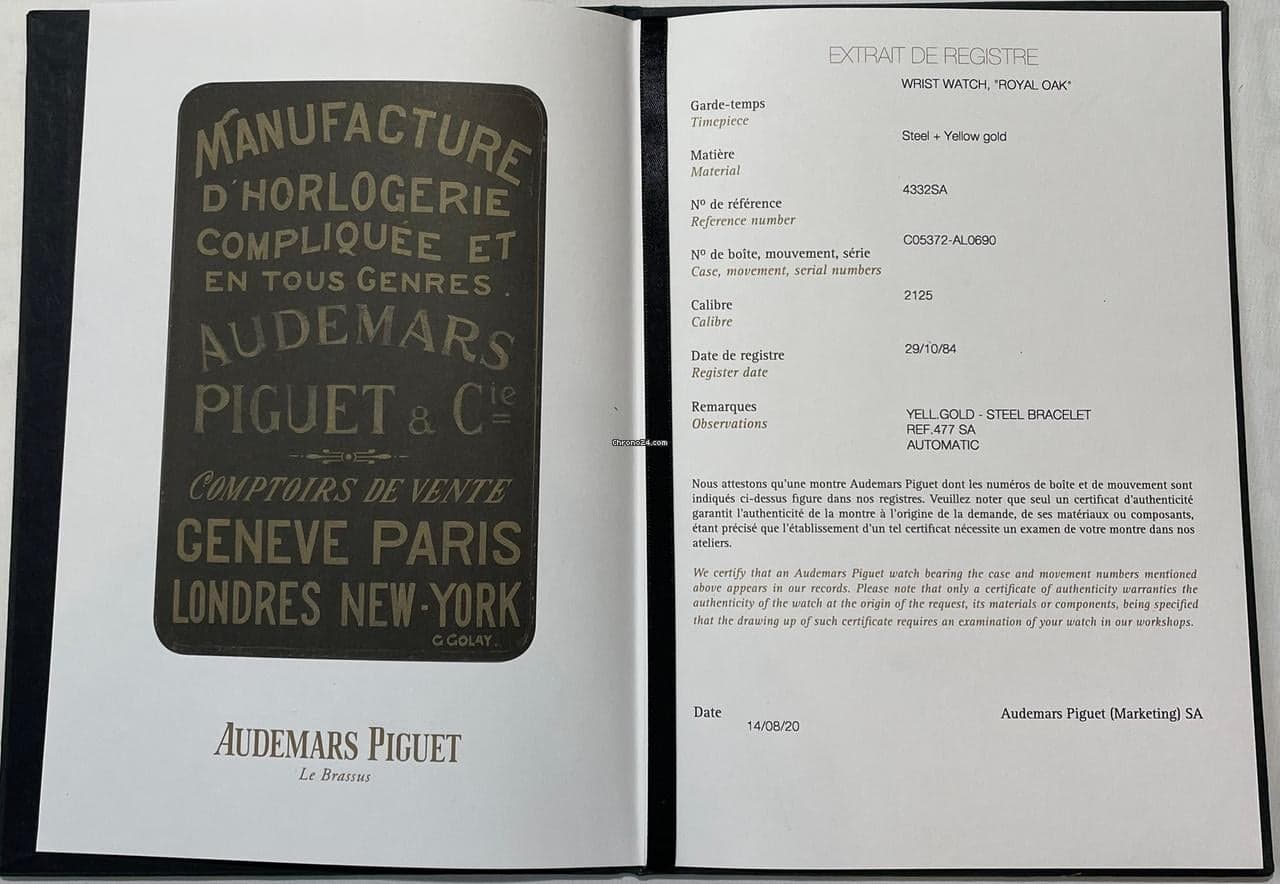 MANUFACTURE
D'HORLOGERIE
COMPLIQUÉE ET
EN TOUS GENRES.
AUDEMARS
PIGUET & Cie
COMPTOIRS DE VENTE
GENEVE PARIS
LONDRES NEW-YORK
G GOLAY.
AUDEMARS PIGUET
Le Brassus
Chrono24.com
EXTRAIT DE REGISTRE
WRIST WATCH, "ROYAL OAK"
Garde-temps
Timepiece
Steel + Yellow gold
Matière
Material
4332SA
Nº de référence
Reference number
C05372-AL0690
Nº de boîte, mouvement, série
Case, movement, serial numbers
2125
Calibre
Calibre
29/10/84
Date de registre
Register date
Remarques
Observations
YELL.GOLD - STEEL BRACELET
REF.477 SA
AUTOMATIC
Nous attestons qu'une montre Audemars Piguet dont les numéros de boîte et de mouvement sont
indiqués ci-dessus figure dans nos registres. Veuillez noter que seul un certificat d'authenticité
garantit l'authenticité de la montre à l'origine de la demande, de ses matériaux ou composants,
étant précisé que l'établissement d'un tel certificat nécessite un examen de votre montre dans nos
ateliers.
We certify that an Audemars Piguet watch bearing the case and movement numbers mentioned
above appears in our records. Please note that only a certificate of authenticity warranties the
authenticity of the watch at the origin of the request, its materials or components, being specified
that the drawing up of such certificate requires an examination of your watch in our workshops.
Date
14/08/20
Audemars Piguet (Marketing) SA